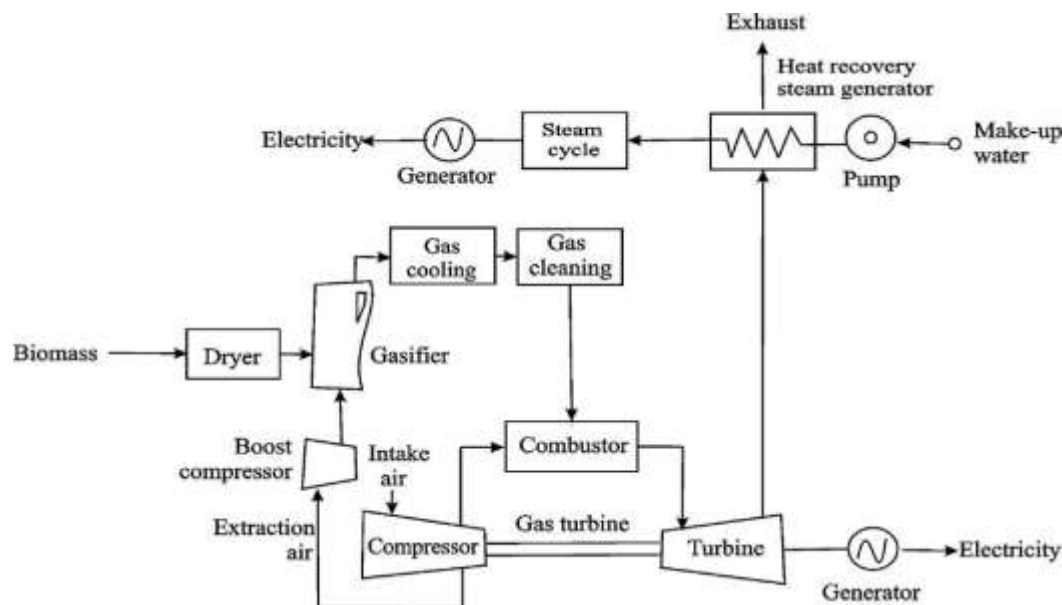 Exhaust
Heat recovery
steam generator
Electricity
Generator
Steam
cycle
Pump
Make-up
water
Gas
cooling
Gas
cleaning
Biomass
Dryer
Gasifier
Boost
compressor
Intake
air
Combustor
Extraction
air
Compressor
Gas turbine
Turbine
Generator
Electricity